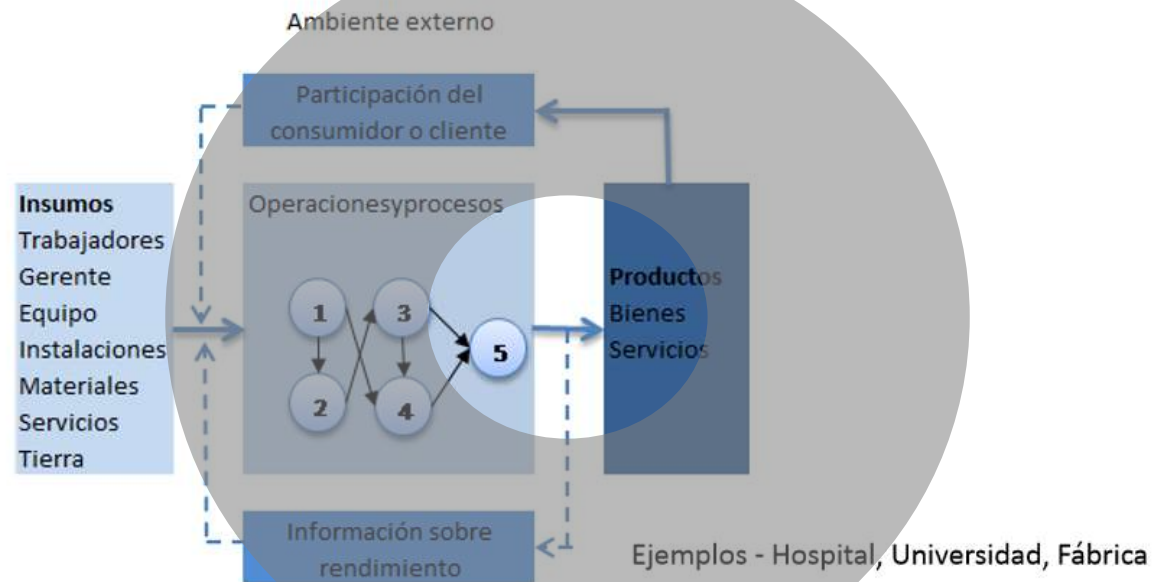 Ambiente externo
Participación del
consumidor o cliente
Insumos
Trabajadores
Gerente
Equipo
Instalaciones
Materiales
Servicios
Tierra
Operacionesyprocesos
1
3
5
2
4
Productos
Bienes
Servicios
Información sobre
rendimiento
Ejemplos - Hospital, Universidad, Fábrica